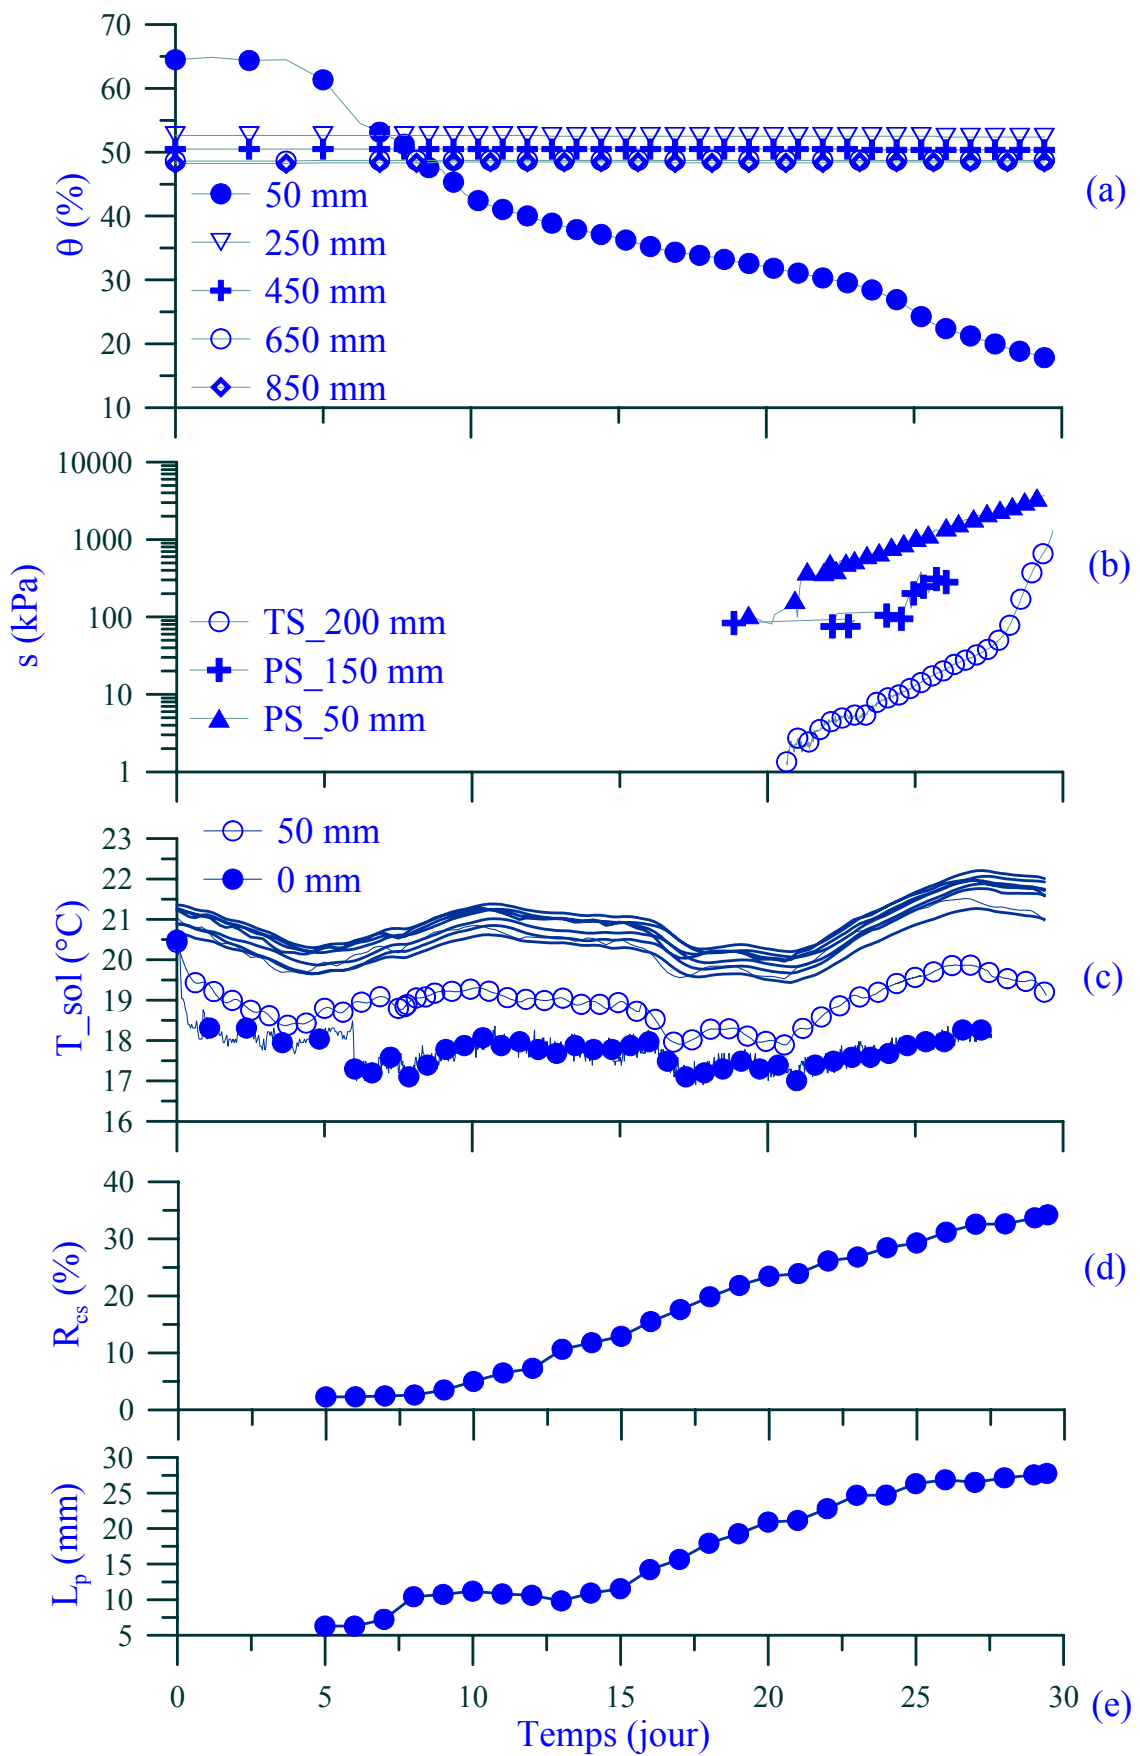 70
60
50
40
30
20
10
θ (%)
50 mm
250 mm
450 mm
650 mm
850 mm
(a)
10000
1000
100
10
1
s (kPa)
TS_200 mm
PS_150 mm
PS_50 mm
(b)
50 mm
0 mm
23
22
21
20
19
18
17
16
T_sol (°C)
(c)
40
30
20
10
0
R_cs (%)
(d)
30
25
20
15
10
5
L_p (mm)
0 5 10 15 20 25 30
(e)
Temps (jour)